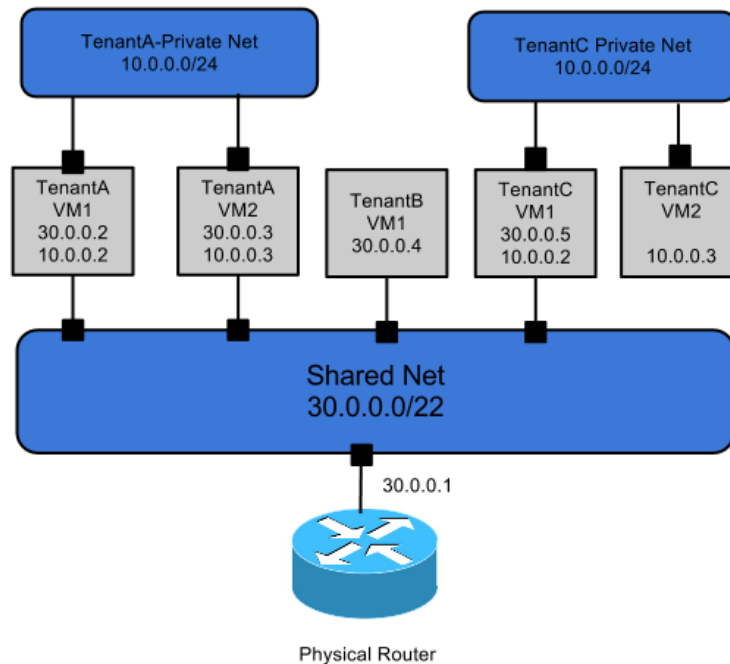 TenantA-Private Net
10.0.0.0/24
TenantC Private Net
10.0.0.0/24
TenantA
VM1
30.0.0.2
10.0.0.2
TenantA
VM2
30.0.0.3
10.0.0.3
TenantB
VM1
30.0.0.4
TenantC
VM1
30.0.0.5
10.0.0.2
TenantC
VM2
10.0.0.3
Shared Net
30.0.0.0/22
30.0.0.1
Physical Router